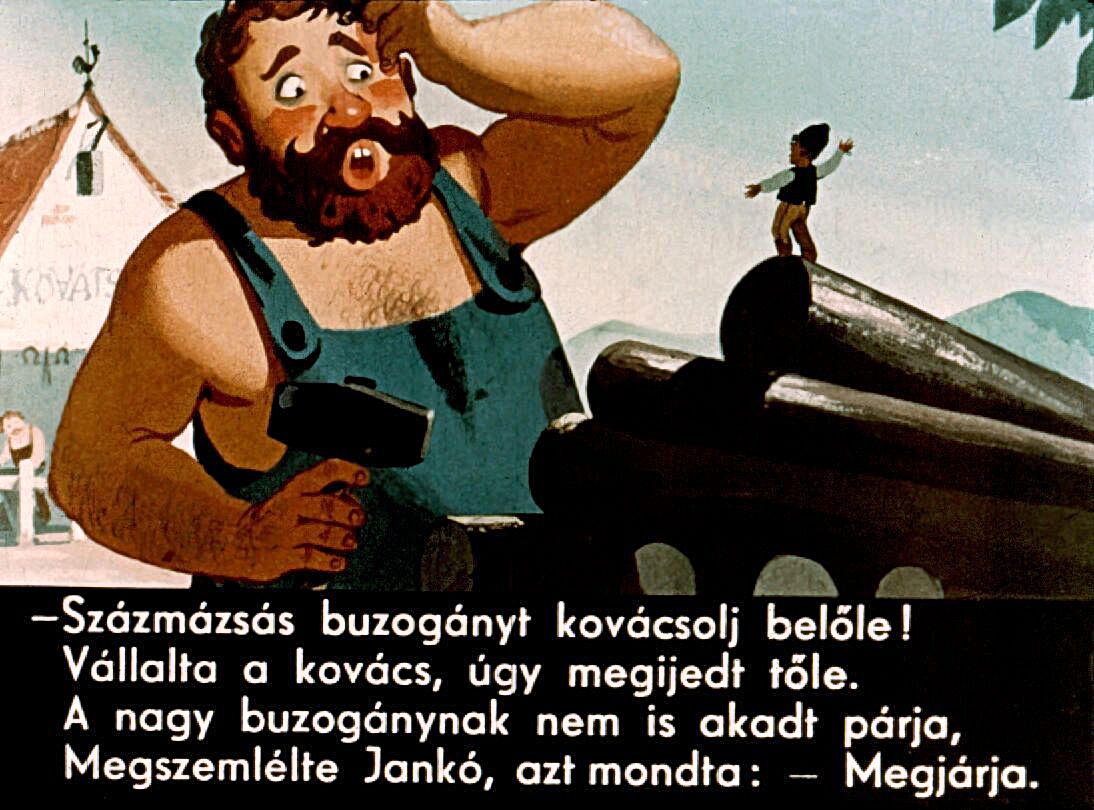 KOVÁTS
—Százmázsás buzogányt kovácsolj belőle!
Vállalta a kovács, úgy megijedt tőle.
A nagy buzogánynak nem is akadt párja,
Megszemlélte Jankó, azt mondta: — Megjárja.